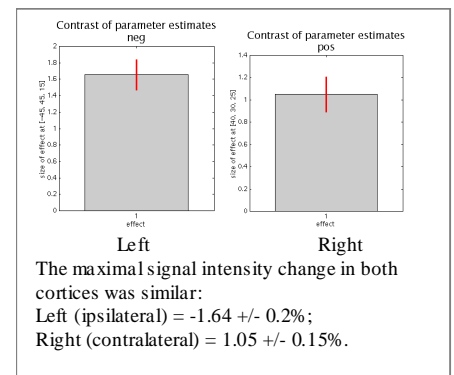 Contrast of parameter estimates
neg
size of effect at [-45, 45, 15]
2
1.8
1.6
1.4
1.2
1
0.8
0.6
0.4
0.2
0
1
effect
Left
Contrast of parameter estimates
pos
size of effect at [40, 30, 25]
1.4
1.2
1
0.8
0.6
0.4
0.2
0
1
effect
Right
The maximal signal intensity change in both
cortices was similar:
Left (ipsilateral) = -1.64 +/- 0.2%;
Right (contralateral) = 1.05 +/- 0.15%.